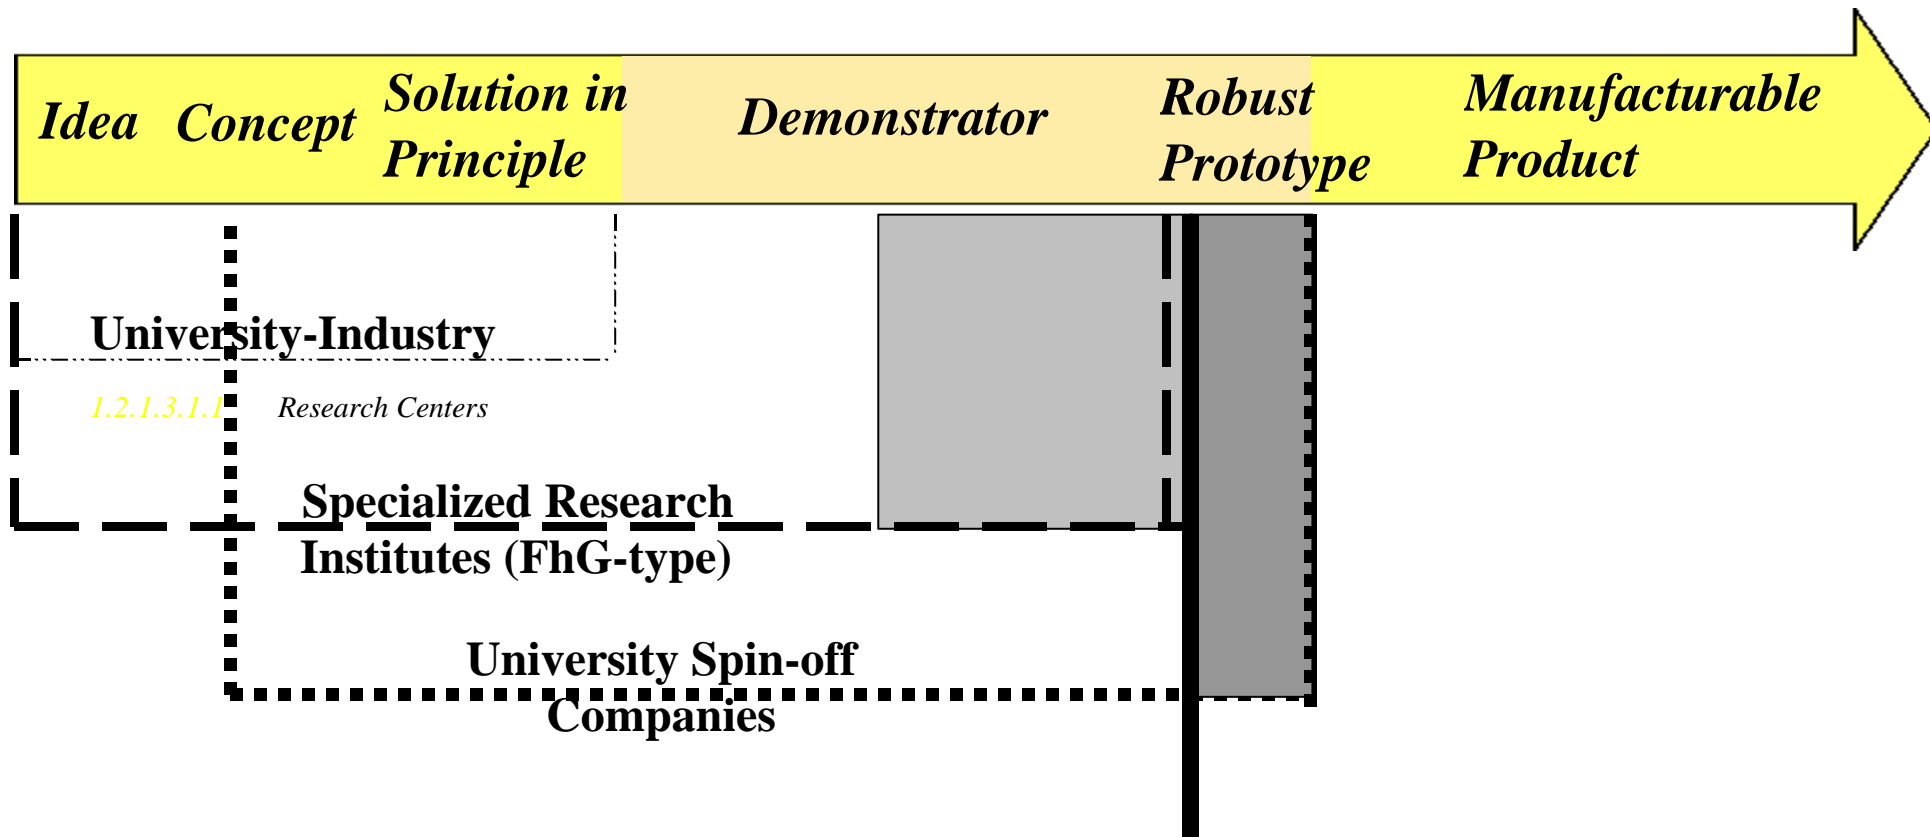 Idea
Concept
Solution in
Principle
Demonstrator
Robust
Prototype
Manufacturable
Product
University-Industry
1.2.1.3.1.1 Research Centers
Specialized Research
Institutes (FhG-type)
University Spin-off
Companies